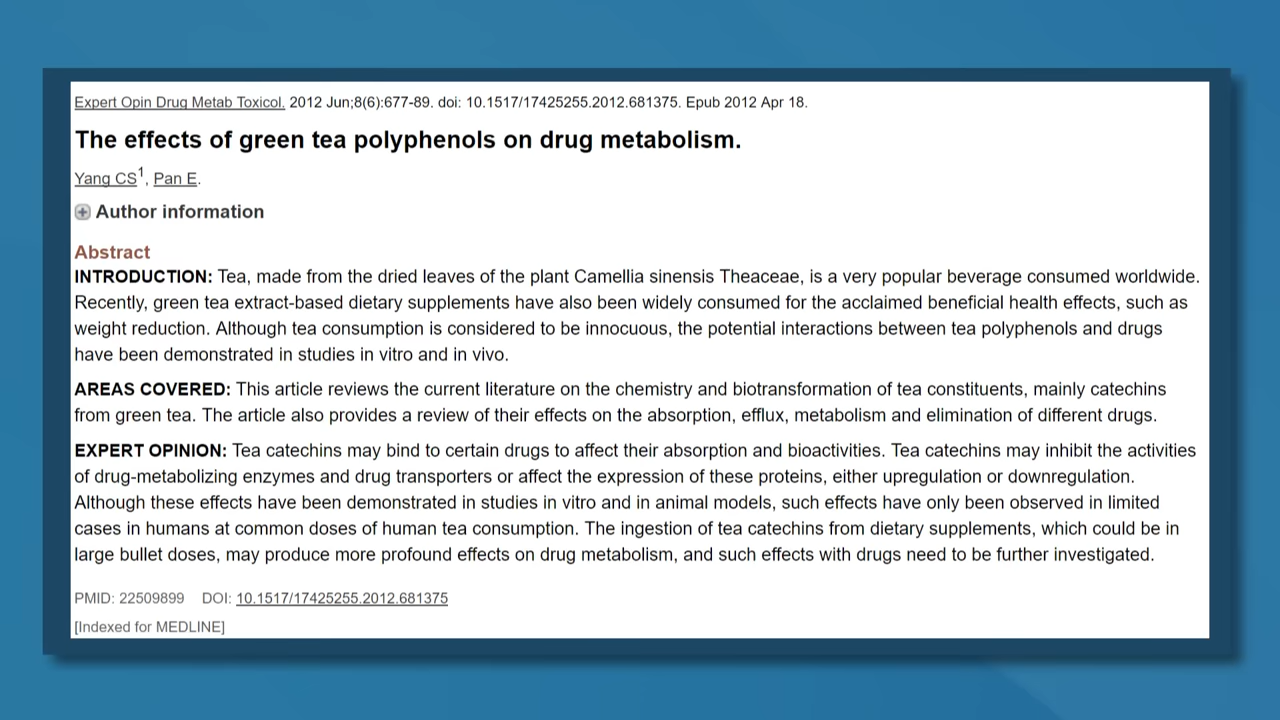 Expert Opin Drug Metab Toxicol. 2012 Jun;8(6):677-89. doi: 10.1517/17425255.2012.681375. Epub 2012 Apr 18.
The effects of green tea polyphenols on drug metabolism.
Yang CS1, Pan E.
Author information
Abstract
INTRODUCTION: Tea, made from the dried leaves of the plant Camellia sinensis Theaceae, is a very popular beverage consumed worldwide.
Recently, green tea extract-based dietary supplements have also been widely consumed for the acclaimed beneficial health effects, such as
weight reduction. Although tea consumption is considered to be innocuous, the potential interactions between tea polyphenols and drugs
have been demonstrated in studies in vitro and in vivo.
AREAS COVERED: This article reviews the current literature on the chemistry and biotransformation of tea constituents, mainly catechins
from green tea. The article also provides a review of their effects on the absorption, efflux, metabolism and elimination of different drugs.
EXPERT OPINION: Tea catechins may bind to certain drugs to affect their absorption and bioactivities. Tea catechins may inhibit the activities
of drug-metabolizing enzymes and drug transporters or affect the expression of these proteins, either upregulation or downregulation.
Although these effects have been demonstrated in studies in vitro and in animal models, such effects have only been observed in limited
cases in humans at common doses of human tea consumption. The ingestion of tea catechins from dietary supplements, which could be in
large bullet doses, may produce more profound effects on drug metabolism, and such effects with drugs need to be further investigated.
PMID: 22509899 DOI: 10.1517/17425255.2012.681375
[Indexed for MEDLINE]